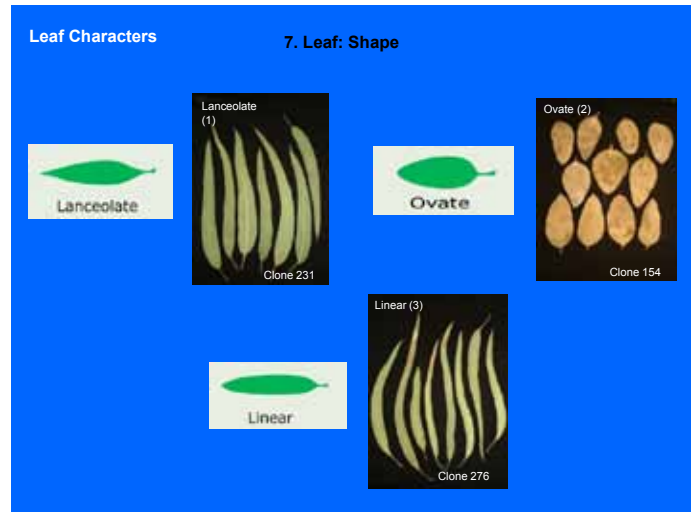 Leaf Characters
7. Leaf: Shape
Lanceolate
(1)
Lanceolate
Clone 231
Ovate (2)
Ovate
Clone 154
Linear (3)
Linear
Clone 276